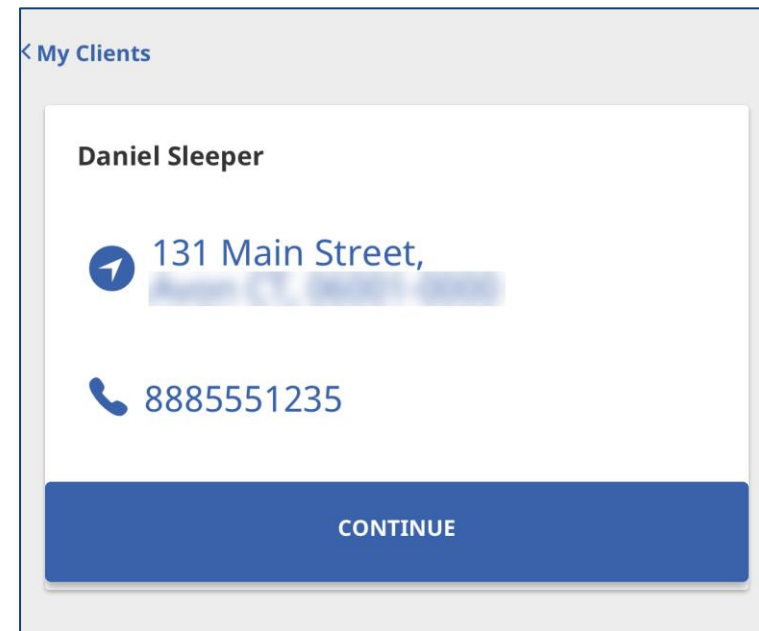 < My Clients
Daniel Sleeper
131 Main Street,
8885551235
CONTINUE